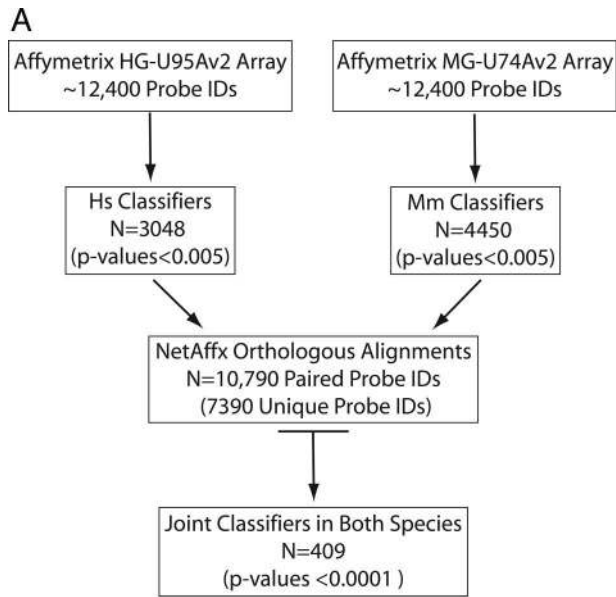 A
Affymetrix HG-U95Av2 Array
~12,400 Probe IDs
Affymetrix MG-U74Av2 Array
~12,400 Probe IDs
Hs Classifiers
N=3048
(p-values<0.005)
Mm Classifiers
N=4450
(p-values<0.005)
NetAffx Orthologous Alignments
N=10,790 Paired Probe IDs
(7390 Unique Probe IDs)
Joint Classifiers in Both Species
N=409
(p-values <0.0001 )